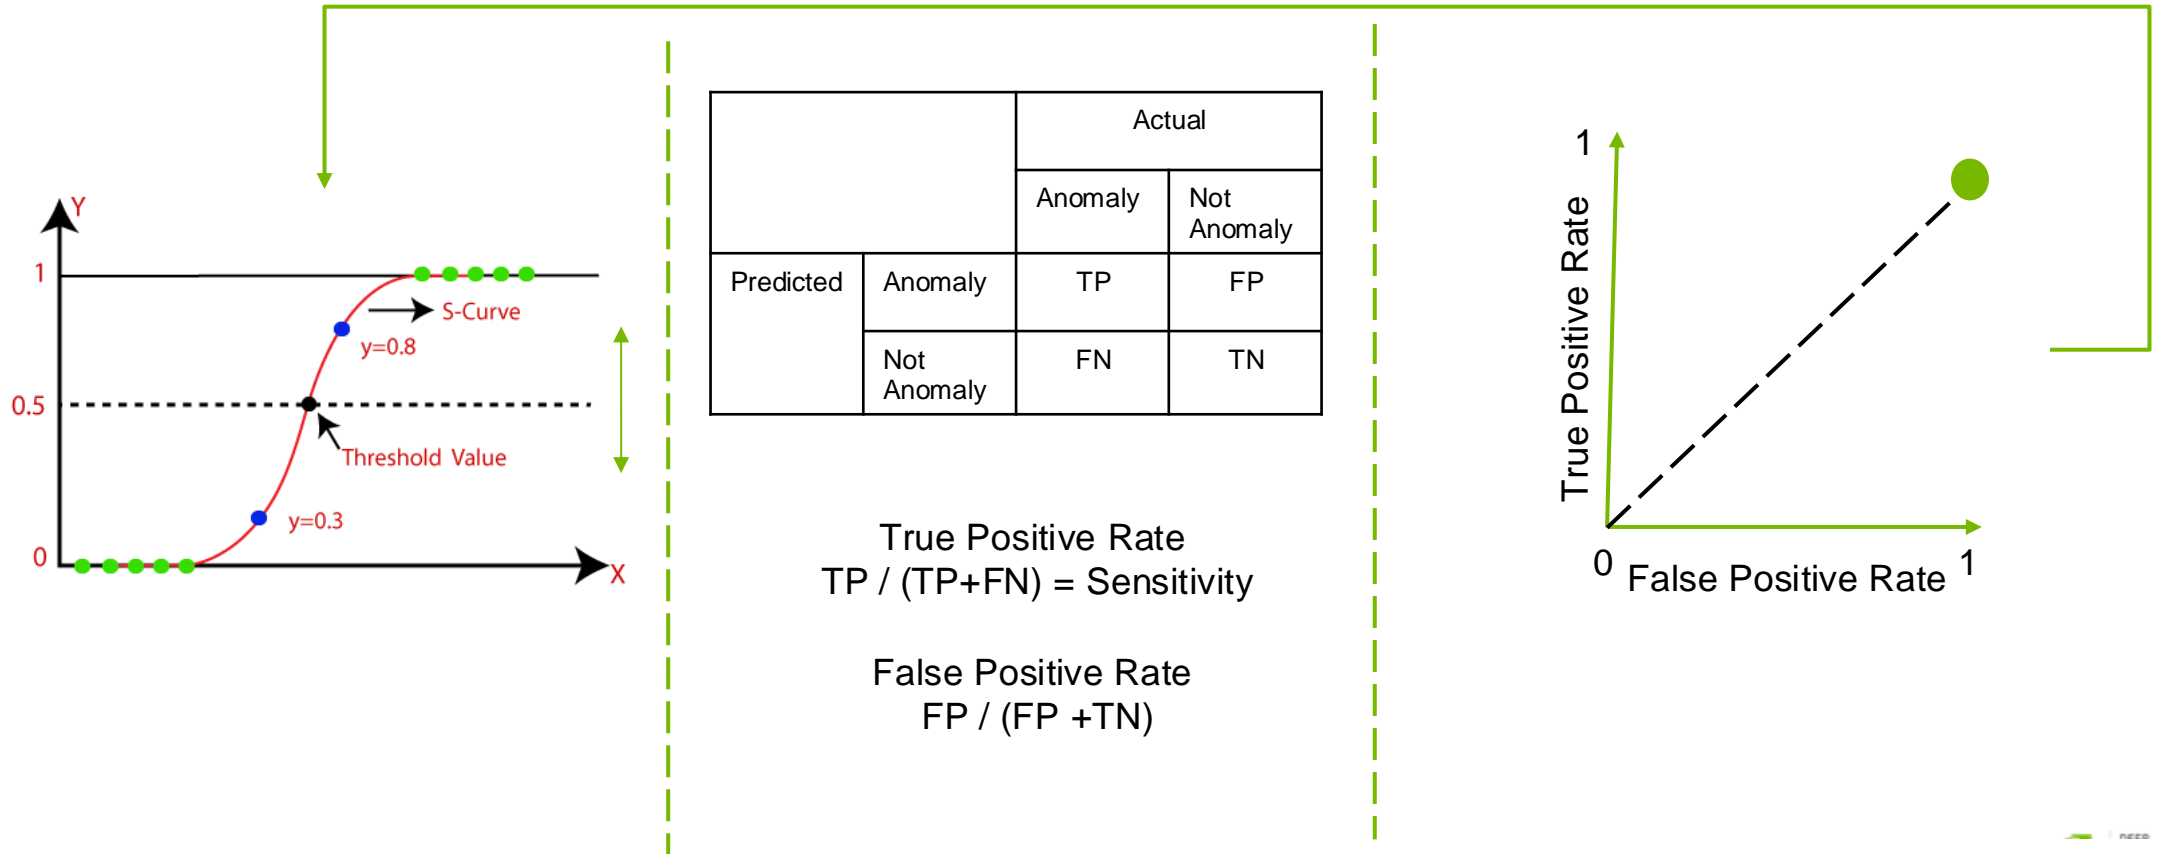 Y
1
S-Curve
y=0.8
0.5
Threshold Value
y=0.3
0
X
Actual
Anomaly
Not
Anomaly
Predicted
Anomaly
TP
FP
Not
Anomaly
FN
TN
True Positive Rate
TP / (TP+FN) = Sensitivity
False Positive Rate
FP / (FP +TN)
1
True Positive Rate
0
False Positive Rate
1